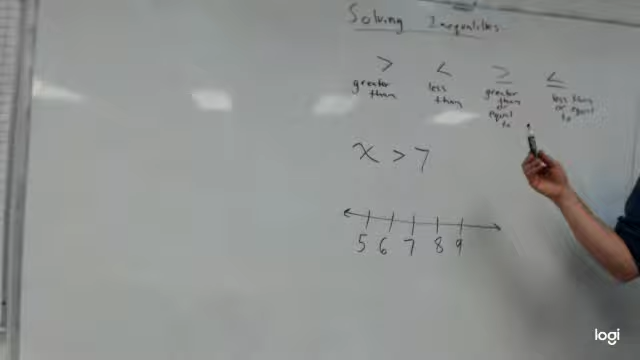 Solving Inequalities
> < ≥ ≤
greater than
less than
greater than or equal to
less than or equal to
x > 7
5 6 7 8 9
logi